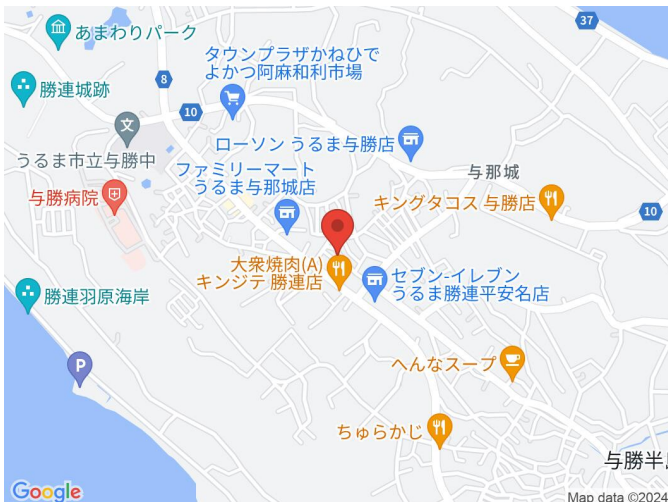 37
あまわりパーク
タウンプラザかねひで
よかつ阿麻和利市場
8
勝連城跡
10
ローソン うるま与勝店
うるま市立与勝中
ファミリーマート
うるま与那城店
与那城
与勝病院
キングタコス 与勝店
10
大衆焼肉(A)
キンジテ 勝連店
セブン-イレブン
うるま勝連平安名店
勝連羽原海岸
P
へんなスープ
ちゅらかじ
与勝半
Google
Map data ©2024